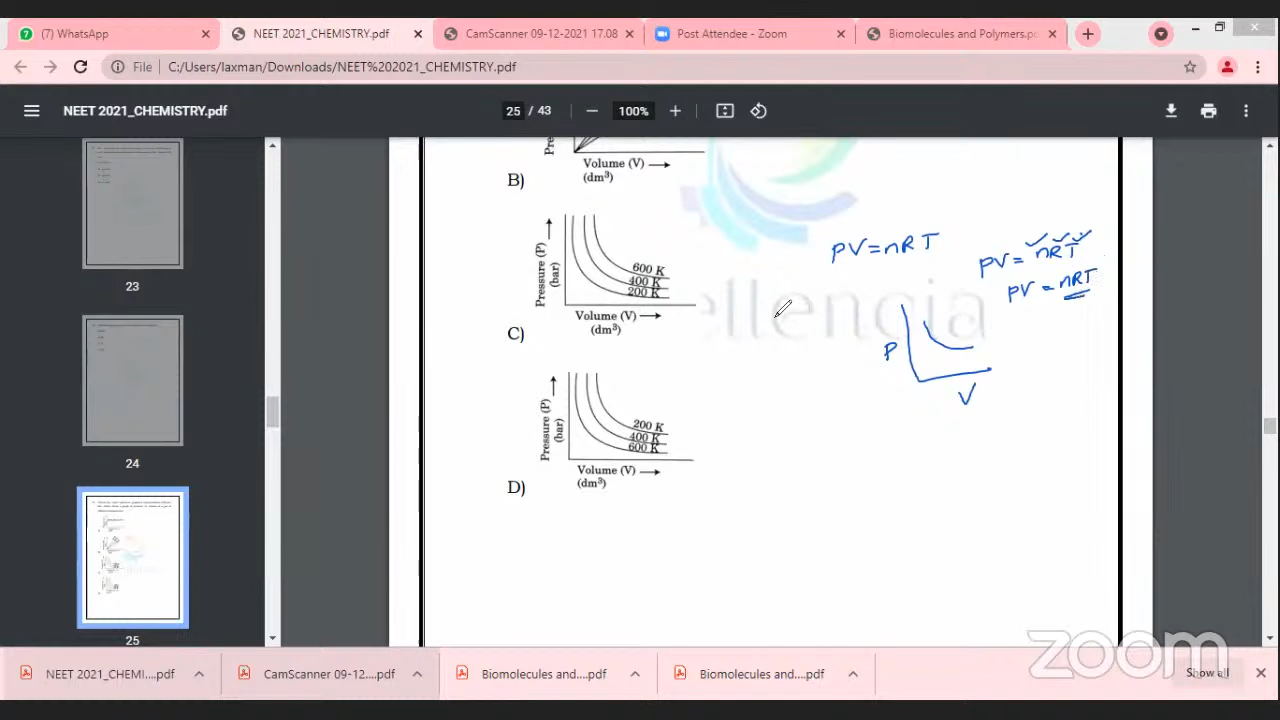 (7) WhatsApp
NEET 2021_CHEMISTRY.pdf
CamScanner 09-12-2021 17.08
Post Attendee - Zoom
Biomolecules and Polymers.p
File
C:/Users/laxman/Downloads/NEET%202021_CHEMISTRY.pdf
NEET 2021_CHEMISTRY.pdf
25 / 43
100%
23
24
25
Volume (V)
(dm³)
B)
Pressure (P)
(bar)
600 K
400 K
200 K
Volume (V)
(dm³)
C)
Pressure (P)
(bar)
200 K
400 K
600 K
Volume (V)
(dm³)
D)
PV=nRT
PV = nRT
PV = nRT
P
V
ellencia
zoom
NEET 2021_CHEMI....pdf
CamScanner 09-12....pdf
Biomolecules and....pdf
Biomolecules and....pdf
Show all